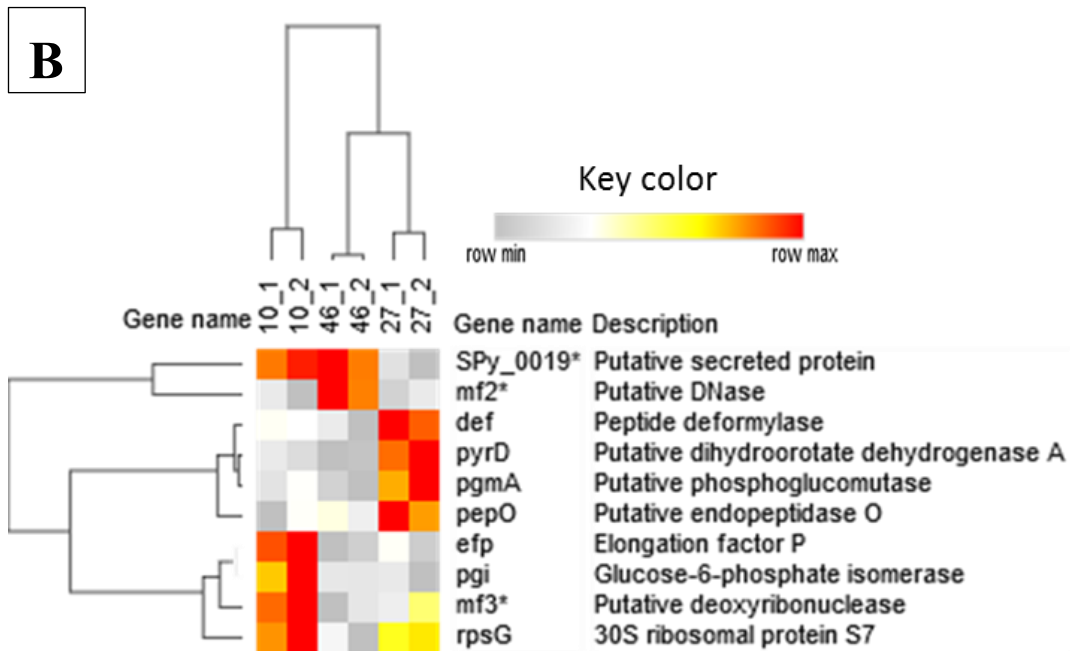 B
Key color
row min row max
10_1 10_2 46_1 46_2 27_1 27_2
Gene name Gene name Description
SPy_0019* Putative secreted protein
mf2* Putative DNase
def Peptide deformylase
pyrD Putative dihydroorotate dehydrogenase A
pgmA Putative phosphoglucomutase
pepO Putative endopeptidase O
efp Elongation factor P
pgi Glucose-6-phosphate isomerase
mf3* Putative deoxyribonuclease
rpsG 30S ribosomal protein S7